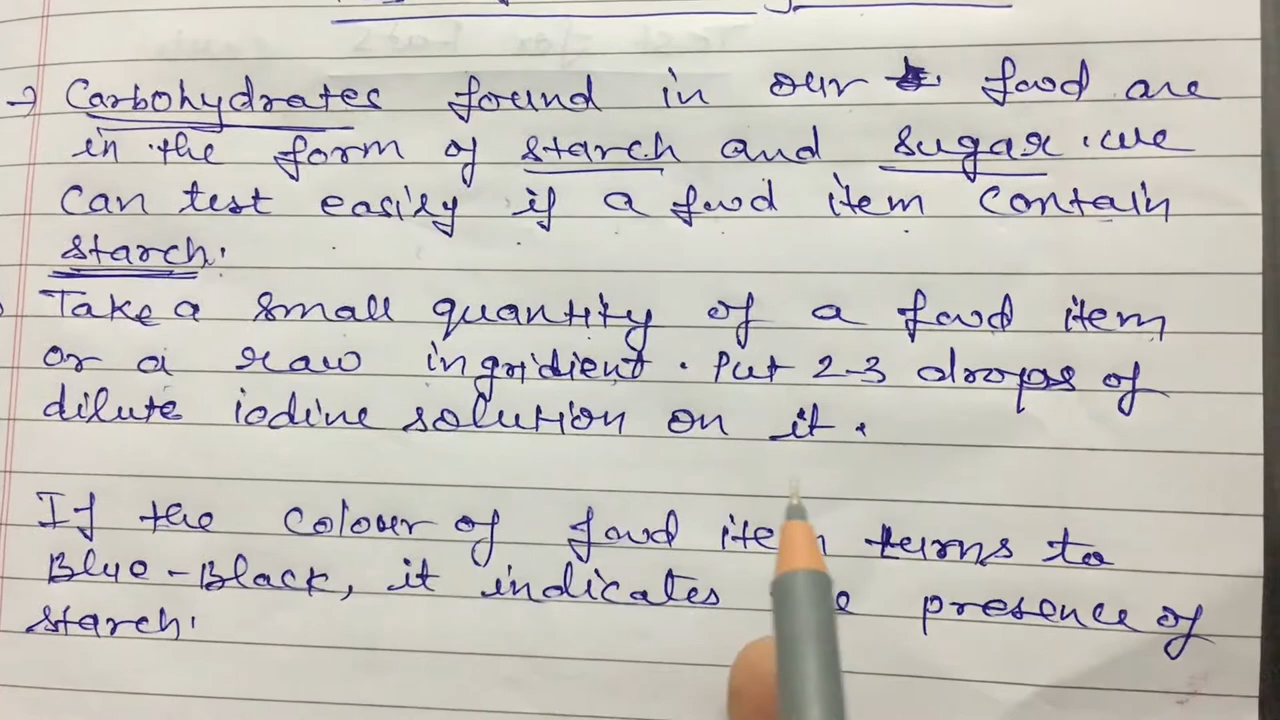 → Carbohydrates found in our food are
in the form of starch and sugar. we
can test easily if a food item contain
starch.
Take a small quantity of a food item
or a raw ingridient. Put 2-3 drops of
dilute iodine solution on it.
If the colour of food item turns to
Blue-Black, it indicates presence of
starch.